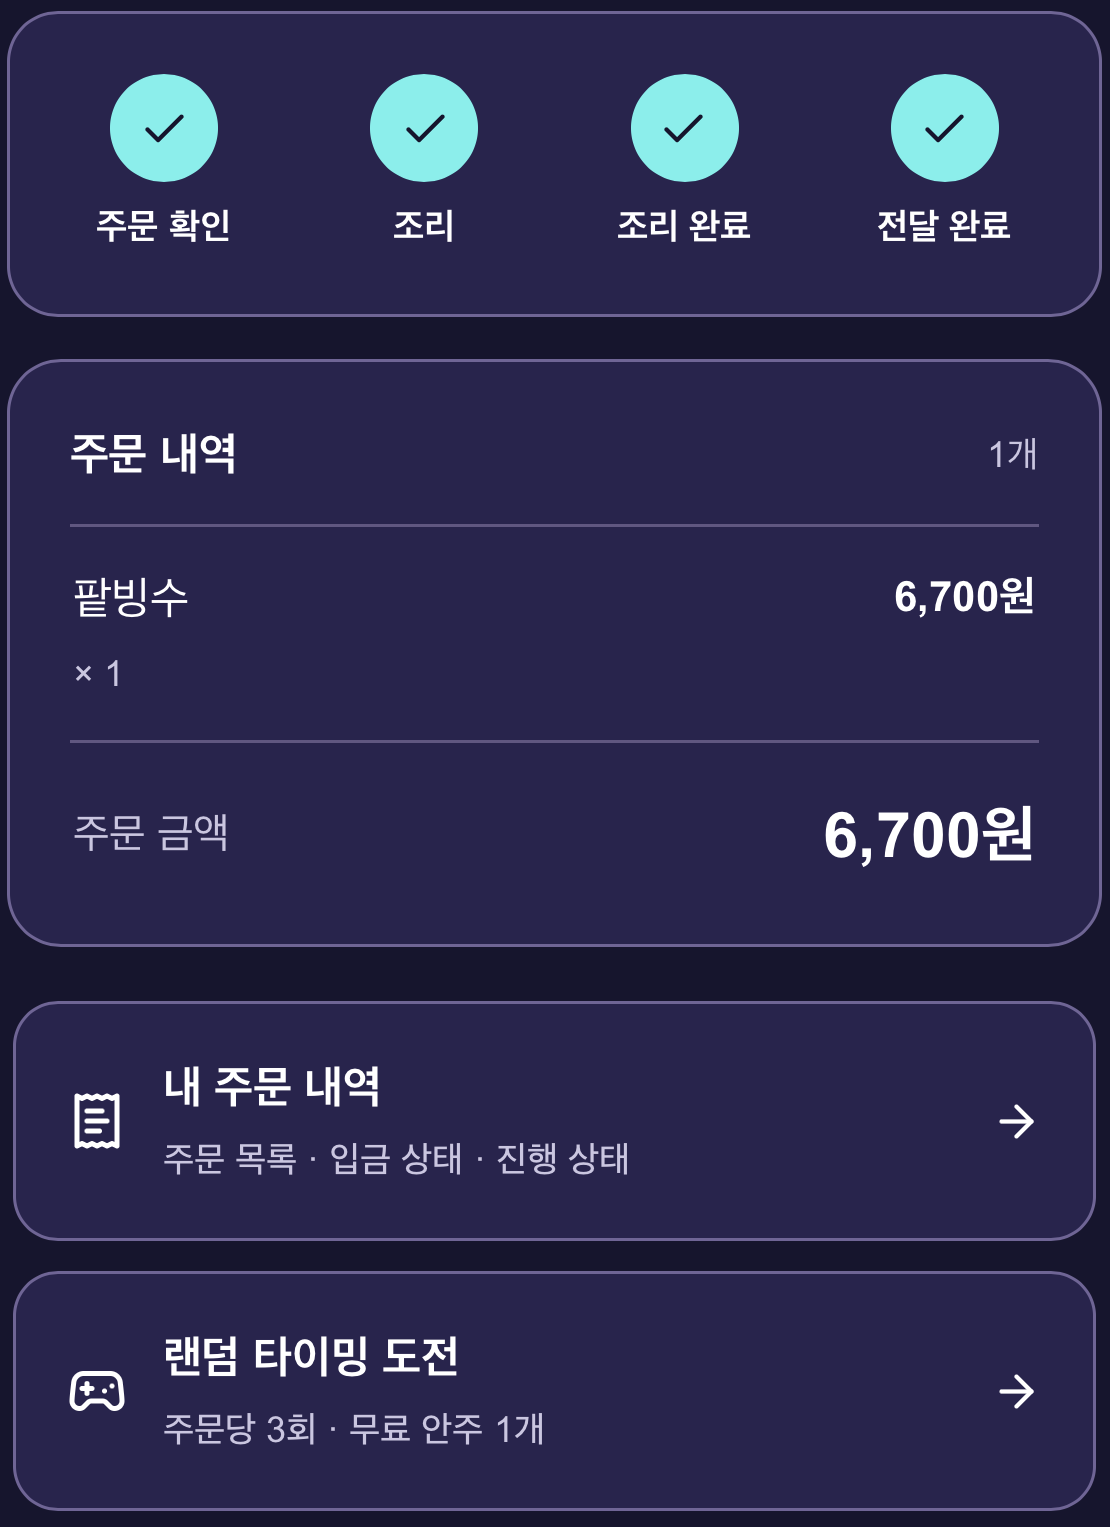 주문 확인
조리
조리 완료
전달 완료
주문 내역
1개
팥빙수
6,700원
× 1
주문 금액
6,700원
내 주문 내역
주문 목록 · 입금 상태 · 진행 상태
랜덤 타이밍 도전
주문당 3회 · 무료 안주 1개